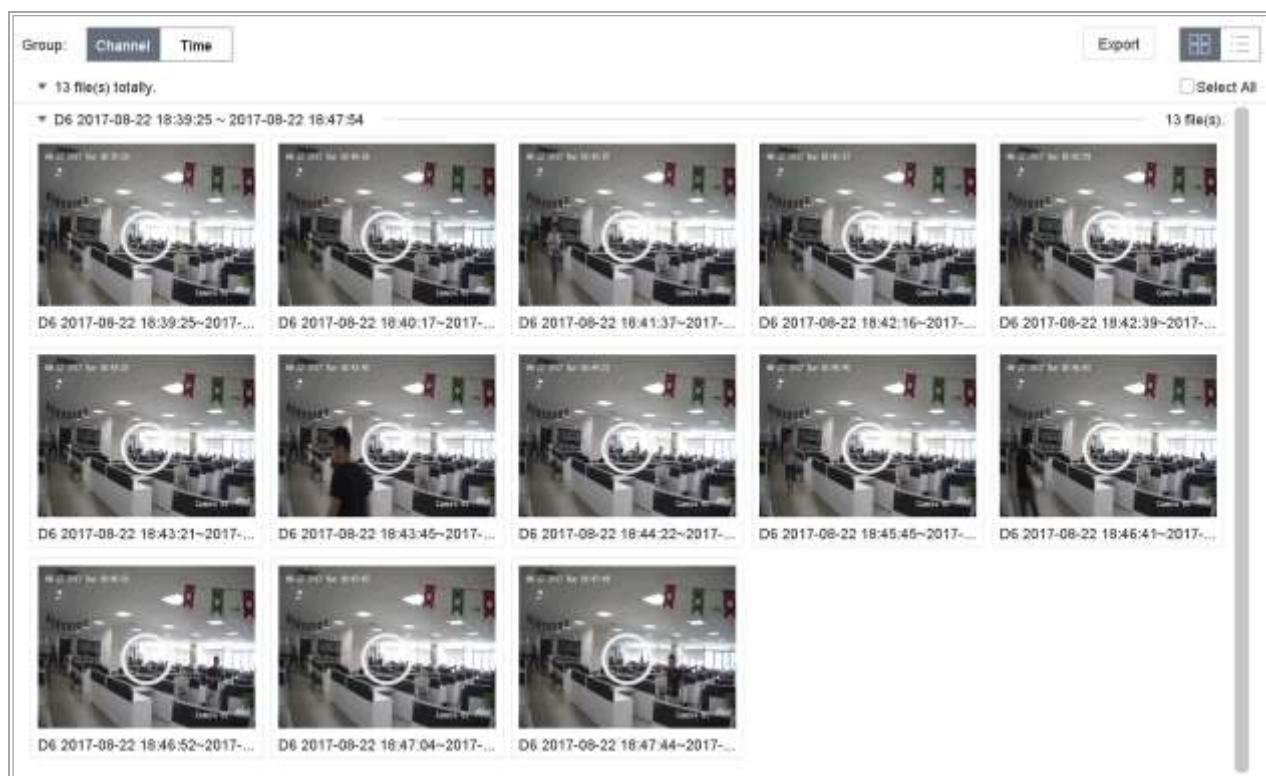 Group: Channel Time Export
13 file(s) totally. Select All
D6 2017-08-22 18:39:25 ~ 2017-08-22 18:47:54 13 file(s).
D6 2017-08-22 18:39:25~2017-... D6 2017-08-22 18:40:17~2017-... D6 2017-08-22 18:41:37~2017-... D6 2017-08-22 18:42:16~2017-... D6 2017-08-22 18:42:39~2017-...
D6 2017-08-22 18:43:21~2017-... D6 2017-08-22 18:43:45~2017-... D6 2017-08-22 18:44:22~2017-... D6 2017-08-22 18:45:45~2017-... D6 2017-08-22 18:46:41~2017-...
D6 2017-08-22 18:46:52~2017-... D6 2017-08-22 18:47:04~2017-... D6 2017-08-22 18:47:44~2017-...